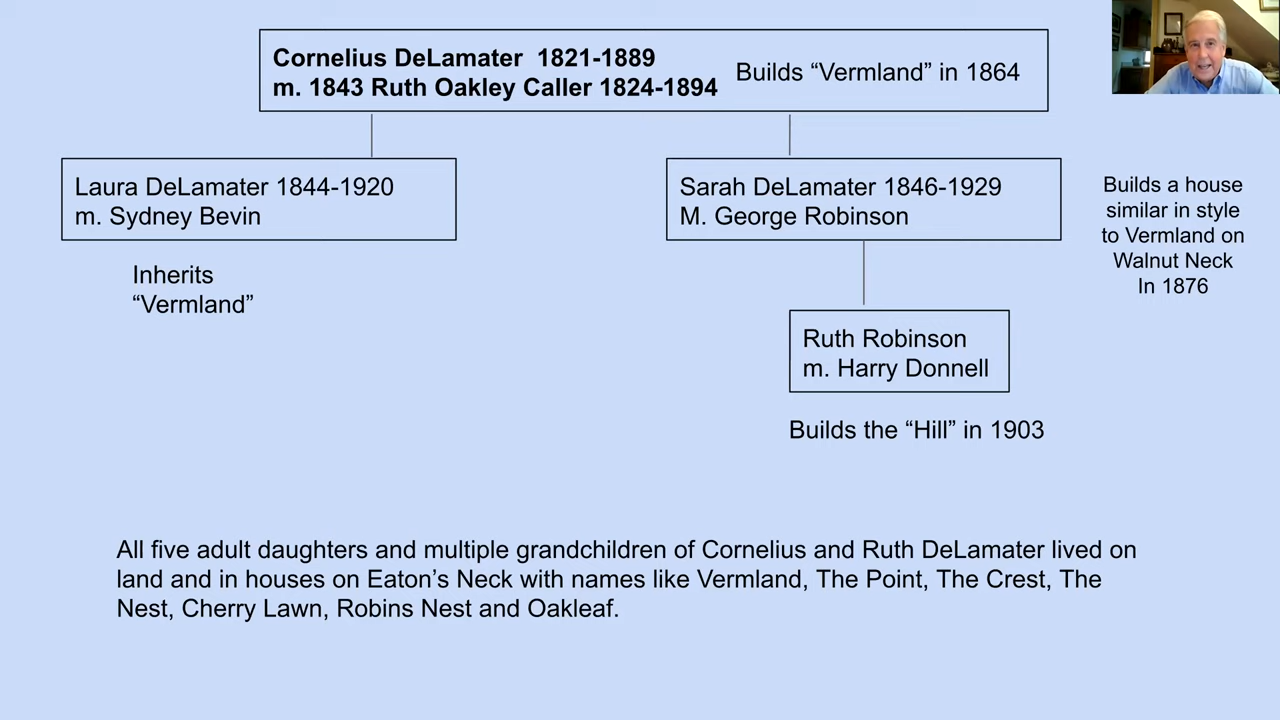 Cornelius DeLamater 1821-1889
m. 1843 Ruth Oakley Caller 1824-1894
Builds “Vermland” in 1864
Laura DeLamater 1844-1920
m. Sydney Bevin
Inherits
“Vermland”
Sarah DeLamater 1846-1929
M. George Robinson
Builds a house
similar in style
to Vermland on
Walnut Neck
In 1876
Ruth Robinson
m. Harry Donnell
Builds the “Hill” in 1903
All five adult daughters and multiple grandchildren of Cornelius and Ruth DeLamater lived on
land and in houses on Eaton’s Neck with names like Vermland, The Point, The Crest, The
Nest, Cherry Lawn, Robins Nest and Oakleaf.